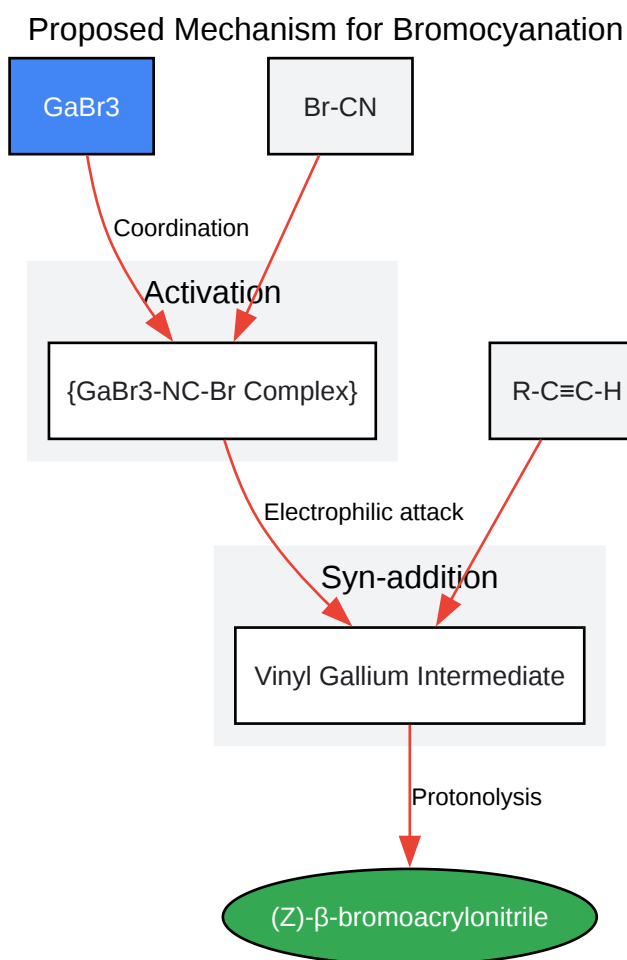 Proposed Mechanism for Bromocyanation
GaBr3
Br-CN
Coordination
Activation
{GaBr3-NC-Br Complex}
R-C≡C-H
Electrophilic attack
Syn-addition
Vinyl Gallium Intermediate
Protonolysis
(Z)-β-bromoacrylonitrile